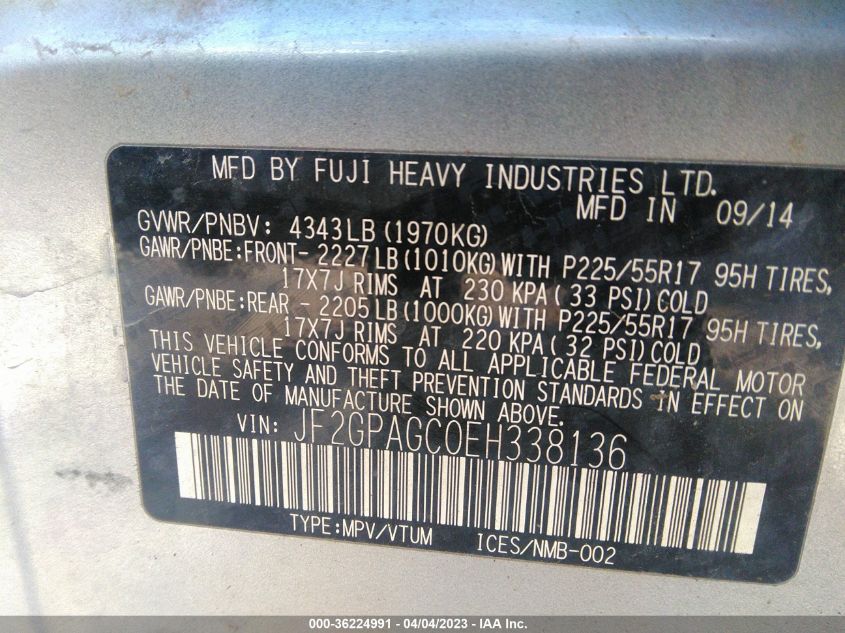 MFD BY FUJI HEAVY INDUSTRIES LTD.
MFD IN 09/14
GVWR/PNBV: 4343LB(1970KG)
GAWR/PNBE:FRONT-2227LB(1010KG)WITH P225/55R17 95H TIRES,
17X7J RIMS AT 230 KPA(33 PSI)COLD
GAWR/PNBE:REAR -2205LB(1000KG)WITH P225/55R17 95H TIRES,
17X7J RIMS AT 220 KPA(32 PSI)COLD
THIS VEHICLE CONFORMS TO ALL APPLICABLE FEDERAL MOTOR
VEHICLE SAFETY AND THEFT PREVENTION STANDARDS IN EFFECT ON
THE DATE OF MANUFACTURE SHOWN ABOVE.
VIN: JF2GPAGC0EH338136
TYPE:MPV/VTUM ICES/NMB-002
000-36224991 - 04/04/2023 - IAA Inc.